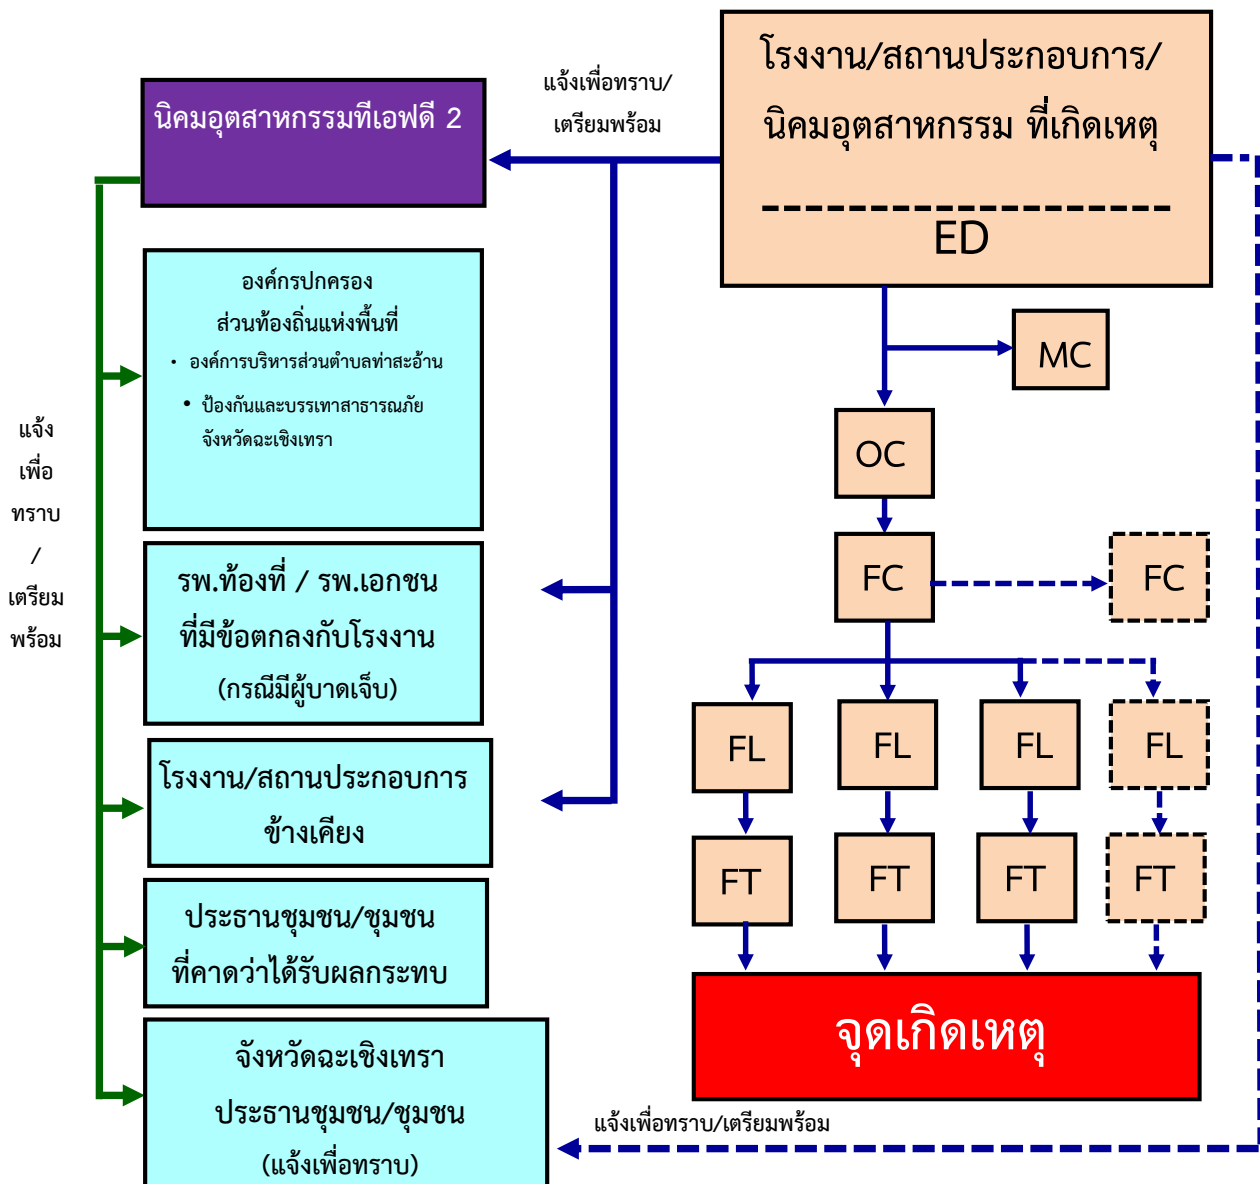 โรงงาน/สถานประกอบการ/
นิคมอุตสาหกรรม ที่เกิดเหตุ
ED
แจ้งเพื่อทราบ/
เตรียมพร้อม
นิคมอุตสาหกรรมทีเอฟดี 2
องค์กรปกครอง
ส่วนท้องถิ่นแห่งพื้นที่
• องค์การบริหารส่วนตำบลท่าสะอ้าน
• ป้องกันและบรรเทาสาธารณภัย
จังหวัดฉะเชิงเทรา
แจ้ง
เพื่อ
ทราบ
/
เตรียม
พร้อม
รพ.ท้องที่ / รพ.เอกชน
ที่มีข้อตกลงกับโรงงาน
(กรณีมีผู้บาดเจ็บ)
โรงงาน/สถานประกอบการ
ข้างเคียง
ประธานชุมชน/ชุมชน
ที่คาดว่าได้รับผลกระทบ
จังหวัดฉะเชิงเทรา
ประธานชุมชน/ชุมชน
(แจ้งเพื่อทราบ)
MC
OC
FC FC
FL FL FL FL
FT FT FT FT
จุดเกิดเหตุ
แจ้งเพื่อทราบ/เตรียมพร้อม